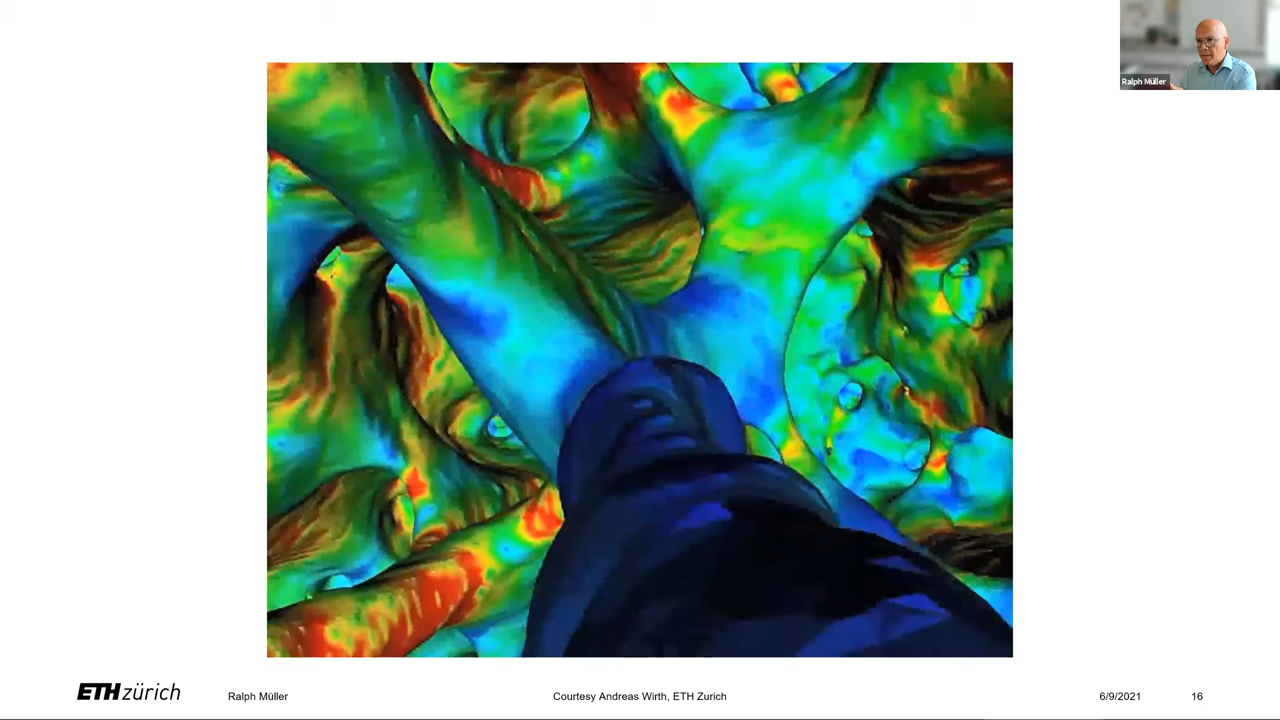 Ralph Müller
ETH zürich
Ralph Müller
Courtesy Andreas Wirth, ETH Zurich
6/9/2021
16